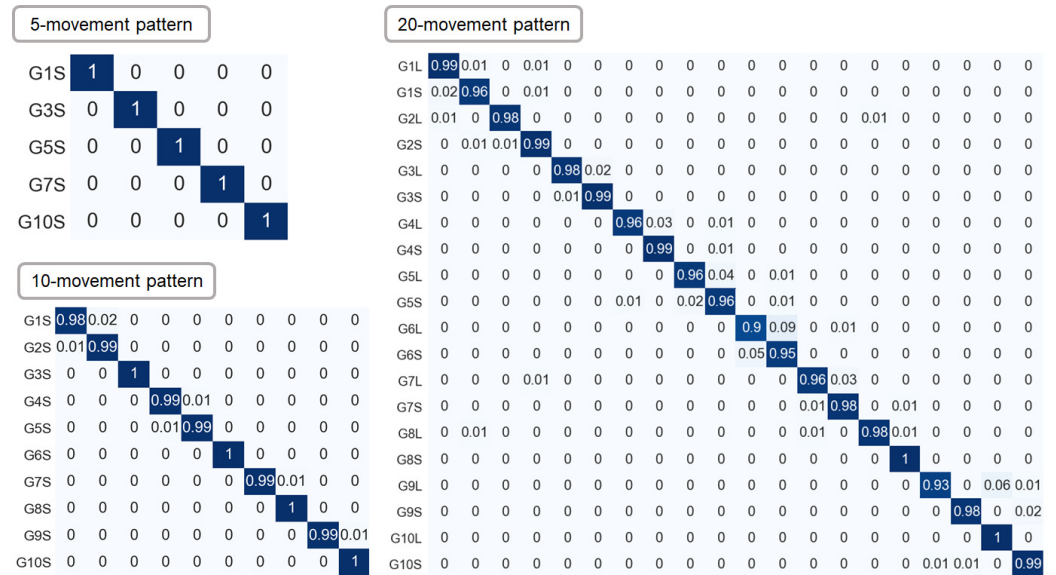 5-movement pattern
G1S 1 0 0 0 0
G3S 0 1 0 0 0
G5S 0 0 1 0 0
G7S 0 0 0 1 0
G10S 0 0 0 0 1
10-movement pattern
G1S 0.98 0.02 0 0 0 0 0 0 0 0
G2S 0.01 0.99 0 0 0 0 0 0 0 0
G3S 0 0 1 0 0 0 0 0 0 0
G4S 0 0 0 0.99 0.01 0 0 0 0 0
G5S 0 0 0 0.01 0.99 0 0 0 0 0
G6S 0 0 0 0 0 1 0 0 0 0
G7S 0 0 0 0 0 0 0.99 0.01 0 0
G8S 0 0 0 0 0 0 0 1 0 0
G9S 0 0 0 0 0 0 0 0 0.99 0.01
G10S 0 0 0 0 0 0 0 0 0 1
20-movement pattern
G1L 0.99 0.01 0 0.01 0 0 0 0 0 0 0 0 0 0 0 0 0 0 0 0
G1S 0.02 0.96 0 0.01 0 0 0 0 0 0 0 0 0 0 0 0 0 0 0 0
G2L 0.01 0 0.98 0 0 0 0 0 0 0 0 0 0 0 0.01 0 0 0 0 0
G2S 0 0.01 0.01 0.99 0 0 0 0 0 0 0 0 0 0 0 0 0 0 0 0
G3L 0 0 0 0 0.98 0.02 0 0 0 0 0 0 0 0 0 0 0 0 0 0
G3S 0 0 0 0 0.01 0.99 0 0 0 0 0 0 0 0 0 0 0 0 0 0
G4L 0 0 0 0 0 0 0.96 0.03 0 0.01 0 0 0 0 0 0 0 0 0 0
G4S 0 0 0 0 0 0 0 0.99 0 0.01 0 0 0 0 0 0 0 0 0 0
G5L 0 0 0 0 0 0 0 0 0.96 0.04 0 0.01 0 0 0 0 0 0 0 0
G5S 0 0 0 0 0 0 0.01 0 0.02 0.96 0 0.01 0 0 0 0 0 0 0 0
G6L 0 0 0 0 0 0 0 0 0 0 0.9 0.09 0 0.01 0 0 0 0 0 0
G6S 0 0 0 0 0 0 0 0 0 0 0.05 0.95 0 0 0 0 0 0 0 0
G7L 0 0 0 0.01 0 0 0 0 0 0 0 0 0.96 0.03 0 0 0 0 0 0
G7S 0 0 0 0 0 0 0 0 0 0 0 0 0.01 0.98 0 0.01 0 0 0 0
G8L 0 0.01 0 0 0 0 0 0 0 0 0 0 0.01 0 0.98 0.01 0 0 0 0
G8S 0 0 0 0 0 0 0 0 0 0 0 0 0 0 0 1 0 0 0 0
G9L 0 0 0 0 0 0 0 0 0 0 0 0 0 0 0 0 0.93 0 0.06 0.01
G9S 0 0 0 0 0 0 0 0 0 0 0 0 0 0 0 0 0 0.98 0 0.02
G10L 0 0 0 0 0 0 0 0 0 0 0 0 0 0 0 0 0 0 1 0
G10S 0 0 0 0 0 0 0 0 0 0 0 0 0 0 0 0 0.01 0.01 0 0.99